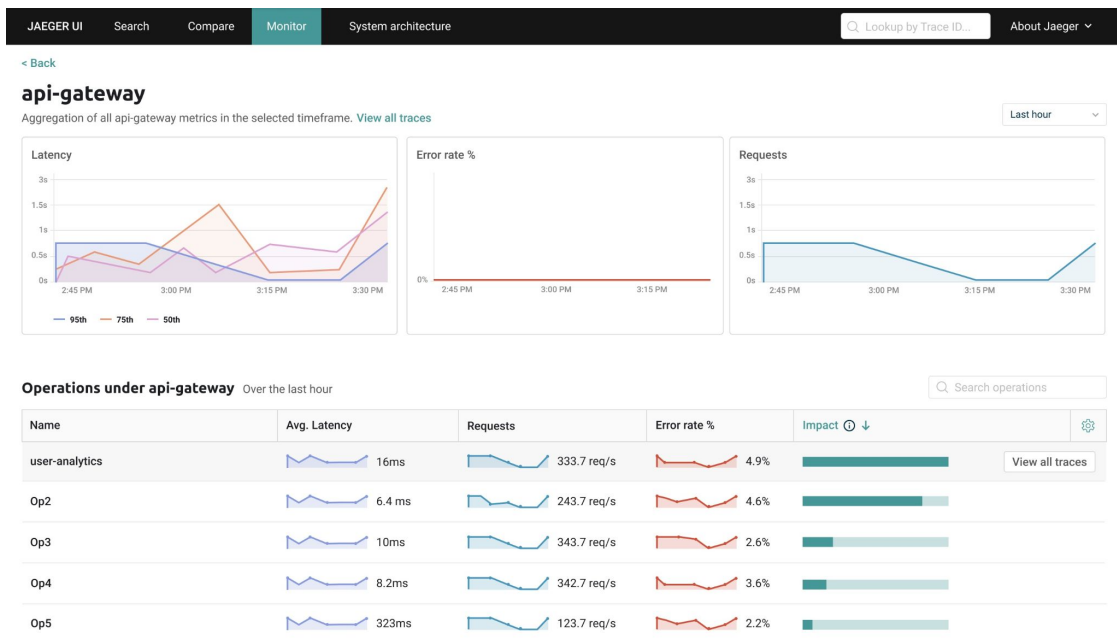 JAEGER UI Search Compare Monitor System architecture Lookup by Trace ID... About Jaeger
< Back
api-gateway
Aggregation of all api-gateway metrics in the selected timeframe. View all traces
Last hour
Latency
3s
1.5s
1s
0.5s
0s
2:45 PM 3:00 PM 3:15 PM 3:30 PM
95th 75th 50th
Error rate %
0%
2:45 PM 3:00 PM 3:15 PM
Requests
3s
1.5s
1s
0.5s
0s
2:45 PM 3:00 PM 3:15 PM 3:30 PM
Operations under api-gateway Over the last hour
Search operations
Name Avg. Latency Requests Error rate % Impact
user-analytics 16ms 333.7 req/s 4.9% View all traces
Op2 6.4 ms 243.7 req/s 4.6%
Op3 10ms 343.7 req/s 2.6%
Op4 8.2ms 342.7 req/s 3.6%
Op5 323ms 123.7 req/s 2.2%